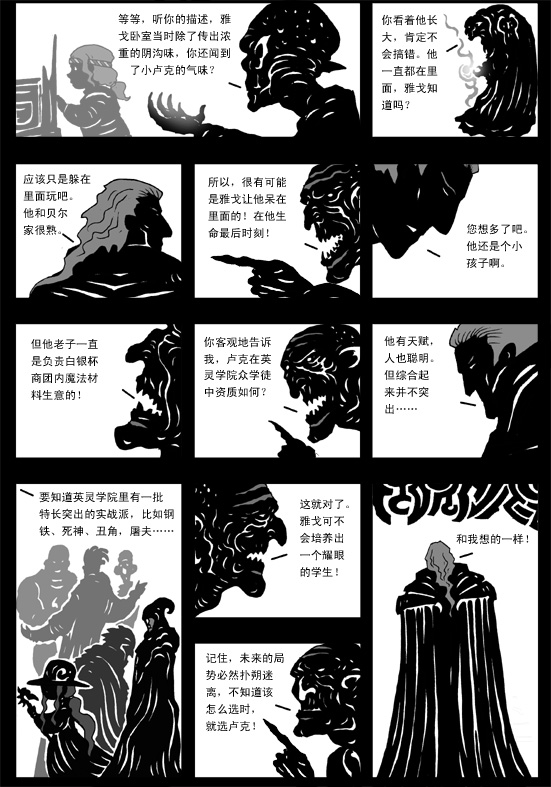 等等，听你的描述，雅
戈卧室当时除了传出浓
重的阴沟味，你还闻到
了小卢克的气味？
你看着他长
大，肯定不
会搞错。他
一直都在里
面，雅戈知
道吗？
应该只是躲在
里面玩吧。
他和贝尔
家很熟。
所以，很有可能
是雅戈让他呆在
里面的！在他生
命最后时刻！
您想多了吧。
他还是个小
孩子啊。
但他老子一直
是负责白银杯
商团内魔法材
料生意的！
你客观地告诉
我，卢克在英
灵学院众学徒
中资质如何？
他有天赋，
人也聪明。
但综合起
来并不突
出……
要知道英灵学院里有一批
特长突出的实战派，比如钢
铁、死神、丑角，屠夫……
这就对了。
雅戈可不
会培养出
一个耀眼
的学生！
和我想的一样！
记住，未来的局
势必然扑朔迷
离，不知道该
怎么选时，
就选卢克！